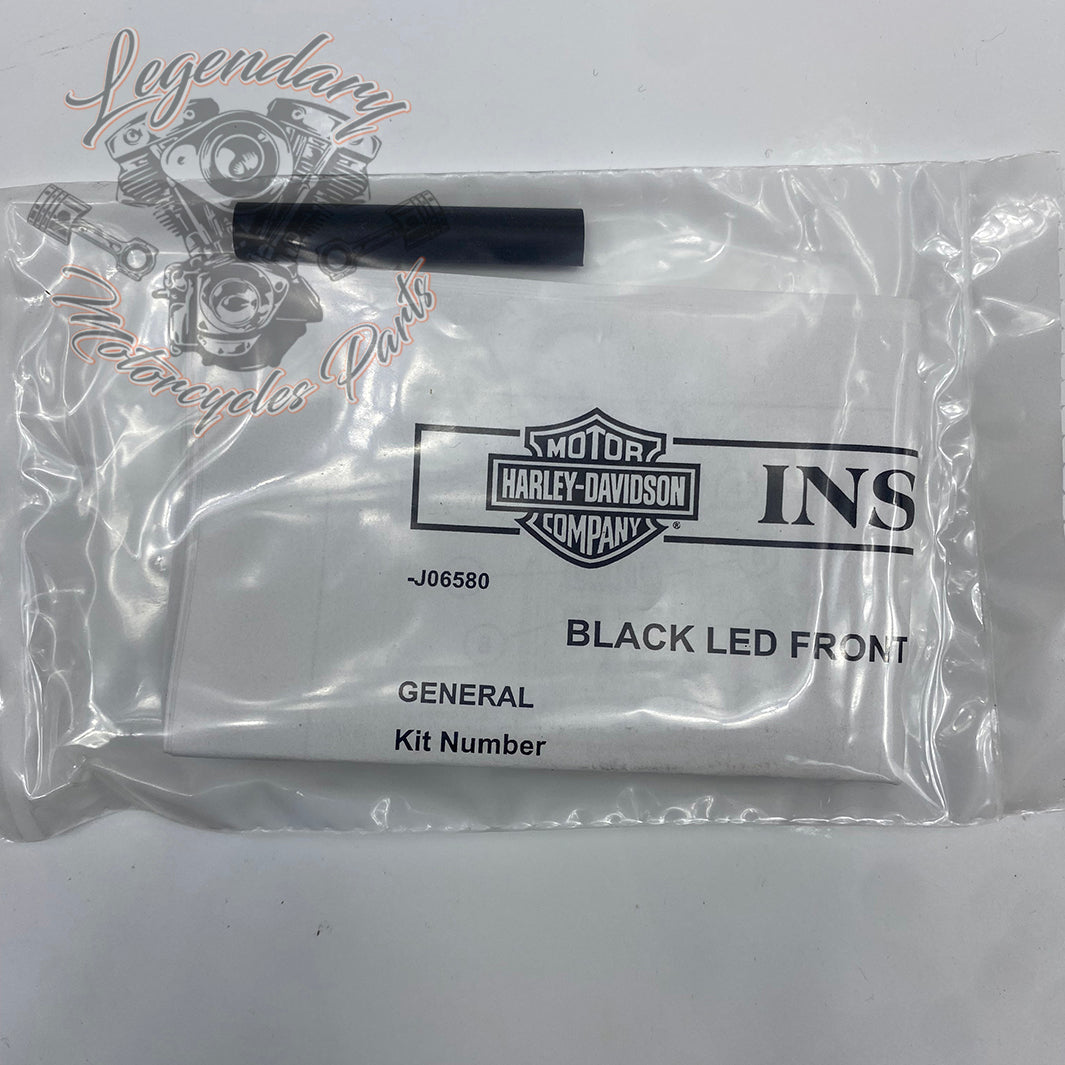 Legendary
Motorcycles Parts
MOTOR
HARLEY-DAVIDSON
COMPANY
®
INS
-J06580
BLACK LED FRONT
GENERAL
Kit Number